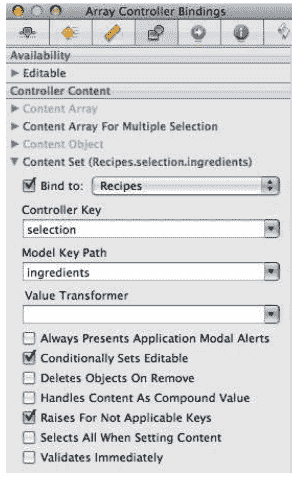 Array Controller Bindings
Availability
Editable
Controller Content
Content Array
Content Array For Multiple Selection
Content Object
Content Set (Recipes.selection.ingredients)
Bind to: Recipes
Controller Key
selection
Model Key Path
ingredients
Value Transformer
Always Presents Application Modal Alerts
Conditionally Sets Editable
Deletes Objects On Remove
Handles Content As Compound Value
Raises For Not Applicable Keys
Selects All When Setting Content
Validates Immediately